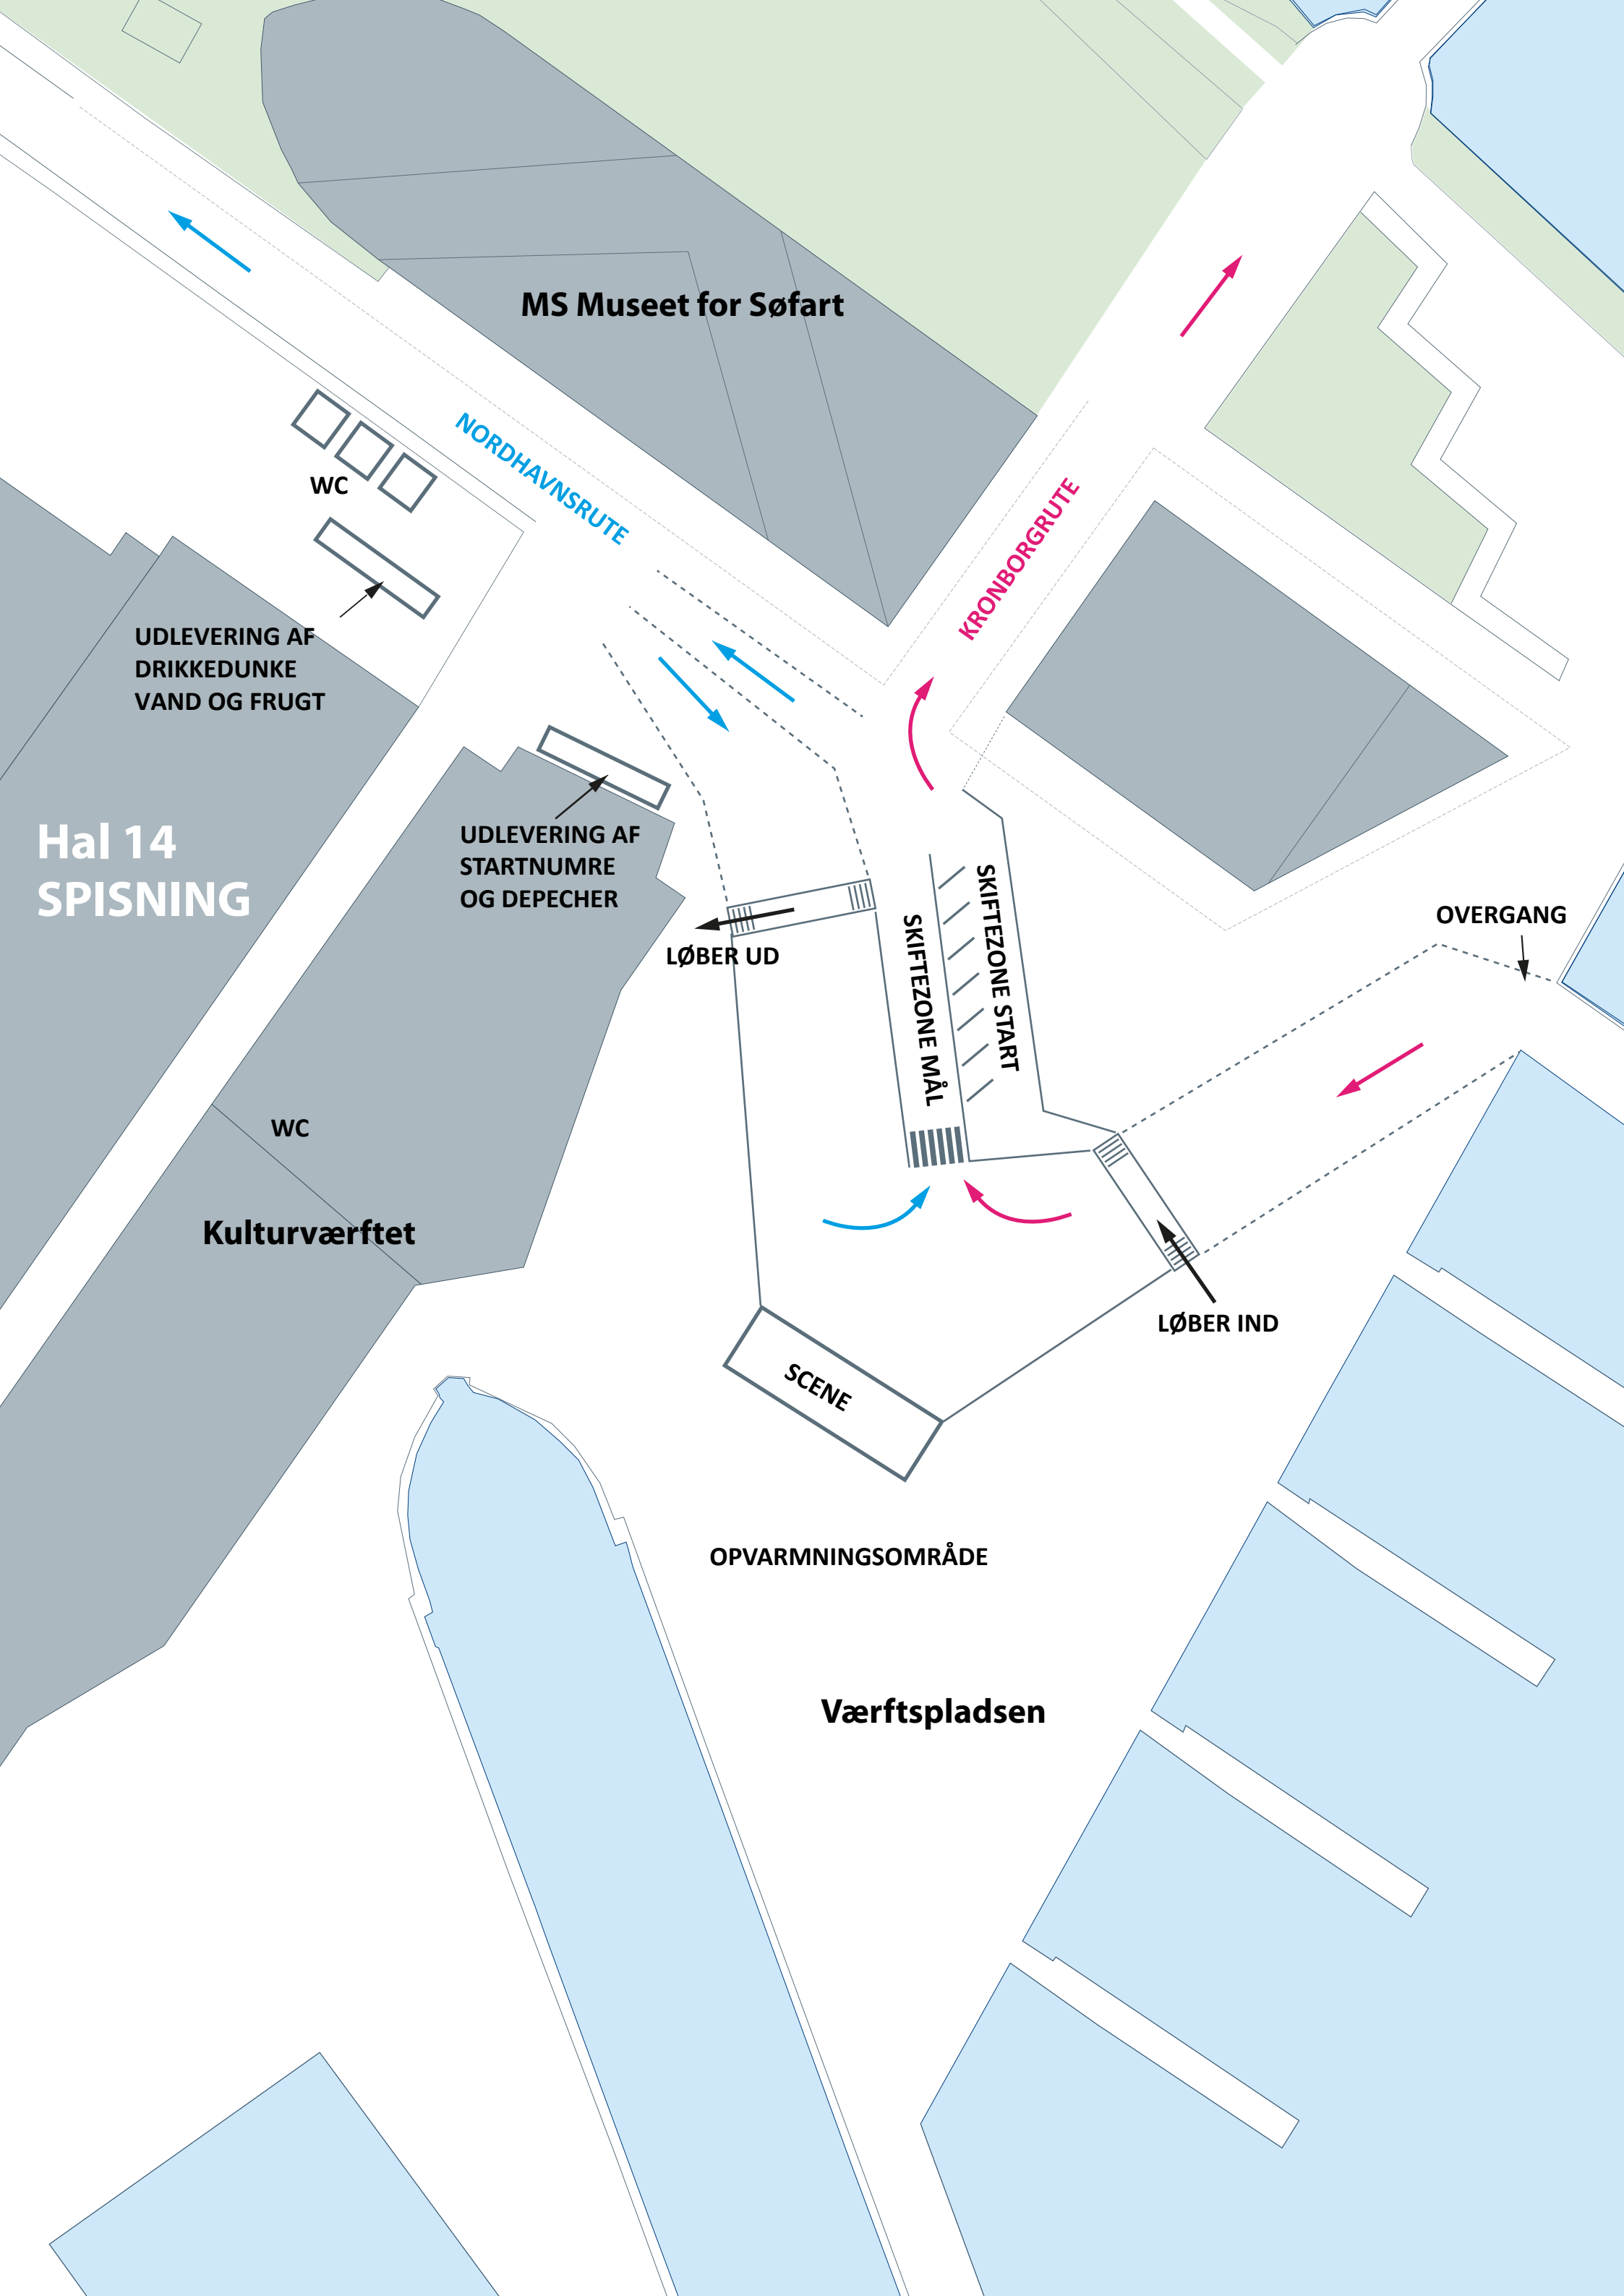 MS Museet for Søfart
NORDHAVNSRUTE
KRONBORGRUTE
WC
UDLEVERING AF
DRIKKEDUNKE
VAND OG FRUGT
Hal 14
SPISNING
UDLEVERING AF
STARTNUMRE
OG DEPECHER
LØBER UD
SKIFTEZONE MÅL
SKIFTEZONE START
OVERGANG
WC
Kulturværftet
LØBER IND
SCENE
OPVARMNINGSOMRÅDE
Værftspladsen